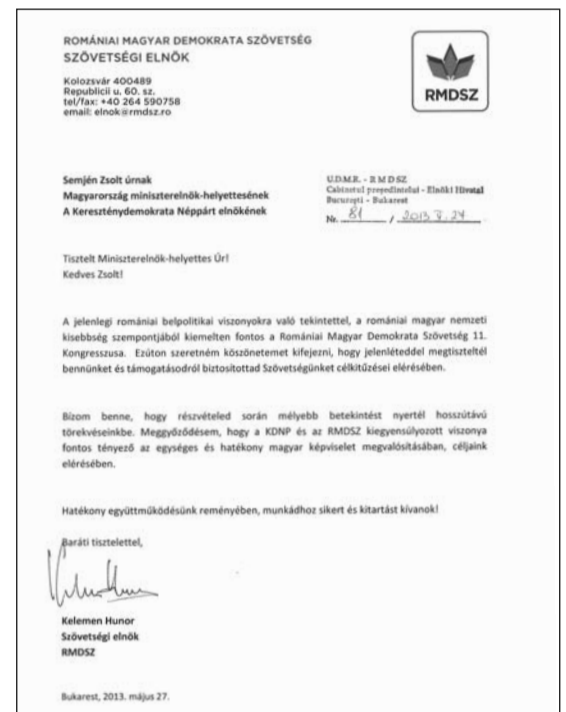 ROMÁNIAI MAGYAR DEMOKRATA SZÖVETSÉG
SZÖVETSÉGI ELNÖK
Kolozsvár 400489
Republicii u. 60. sz.
tel/fax: +40 264 590758
email: elnok@rmdsz.ro
RMDSZ
Semjén Zsolt úrnak
Magyarország miniszterelnök-helyettesének
A Kereszténydemokrata Néppárt elnökének
U.D.M.R. - R M D SZ
Cabinetul preşedintelui - Elnöki Hivatal
Bucureşti - Bukarest
Nr. 81 / 2013 V. 27
Tisztelt Miniszterelnök-helyettes Úr!
Kedves Zsolt!
A jelenlegi romániai belpolitikai viszonyokra való tekintettel, a romániai magyar nemzeti
kisebbség szempontjából kiemelten fontos a Romániai Magyar Demokrata Szövetség 11.
Kongresszusa. Ezúton szeretném köszönetemet kifejezni, hogy jelenléteddel megtiszteltél
bennünket és támogatásodról biztosítottad Szövetségünket célkitűzései elérésében.
Bízom benne, hogy részvételed során mélyebb betekintést nyertél hosszútávú
törekvéseinkbe. Meggyőződésem, hogy a KDNP és az RMDSZ kiegyensúlyozott viszonya
fontos tényező az egységes és hatékony magyar képviselet megvalósításában, céljaink
elérésében.
Hatékony együttműködésünk reményében, munkádhoz sikert és kitartást kívanok!
Baráti tisztelettel,
Kelemen Hunor
Szövetségi elnök
RMDSZ
Bukarest, 2013. május 27.